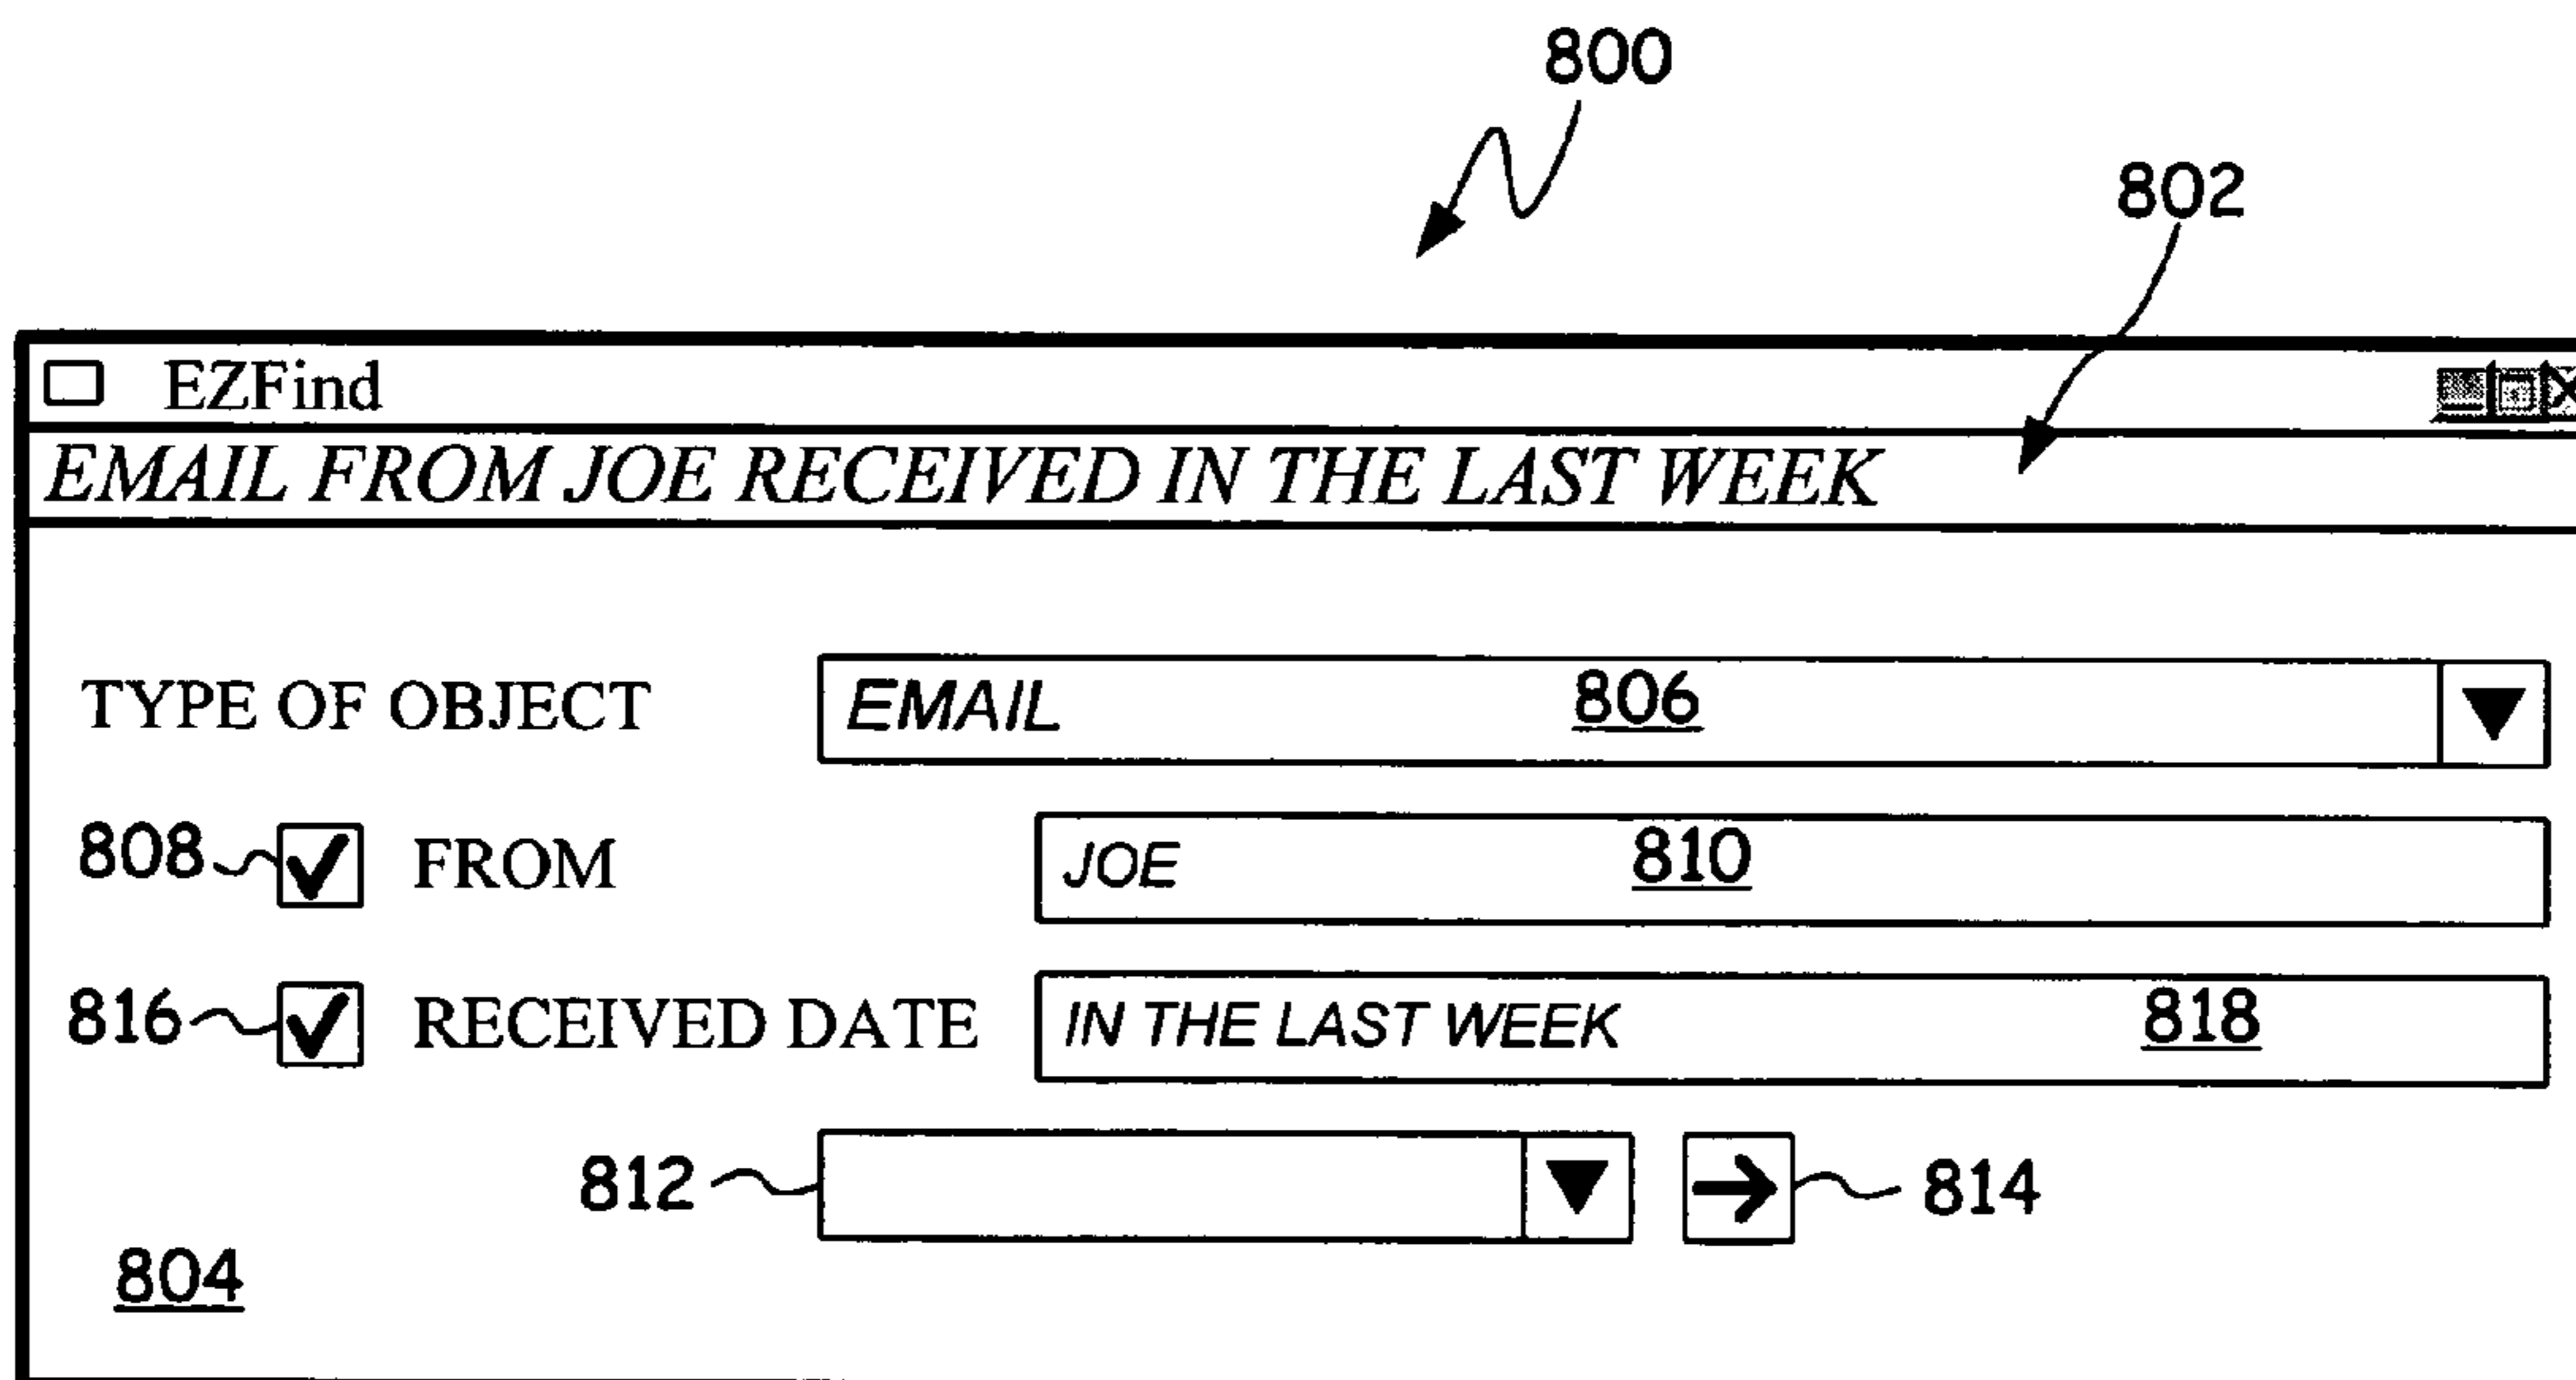 800
802
EZFind
EMAIL FROM JOE RECEIVED IN THE LAST WEEK
TYPE OF OBJECT EMAIL 806
808 FROM JOE 810
816 RECEIVED DATE IN THE LAST WEEK 818
812 814
804